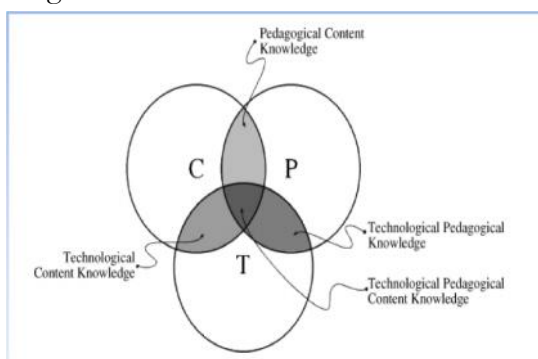 Pedagogical Content
Knowledge
C
P
Technological Pedagogical
Knowledge
Technological
Content Knowledge
T
Technological Pedagogical
Content Knowledge